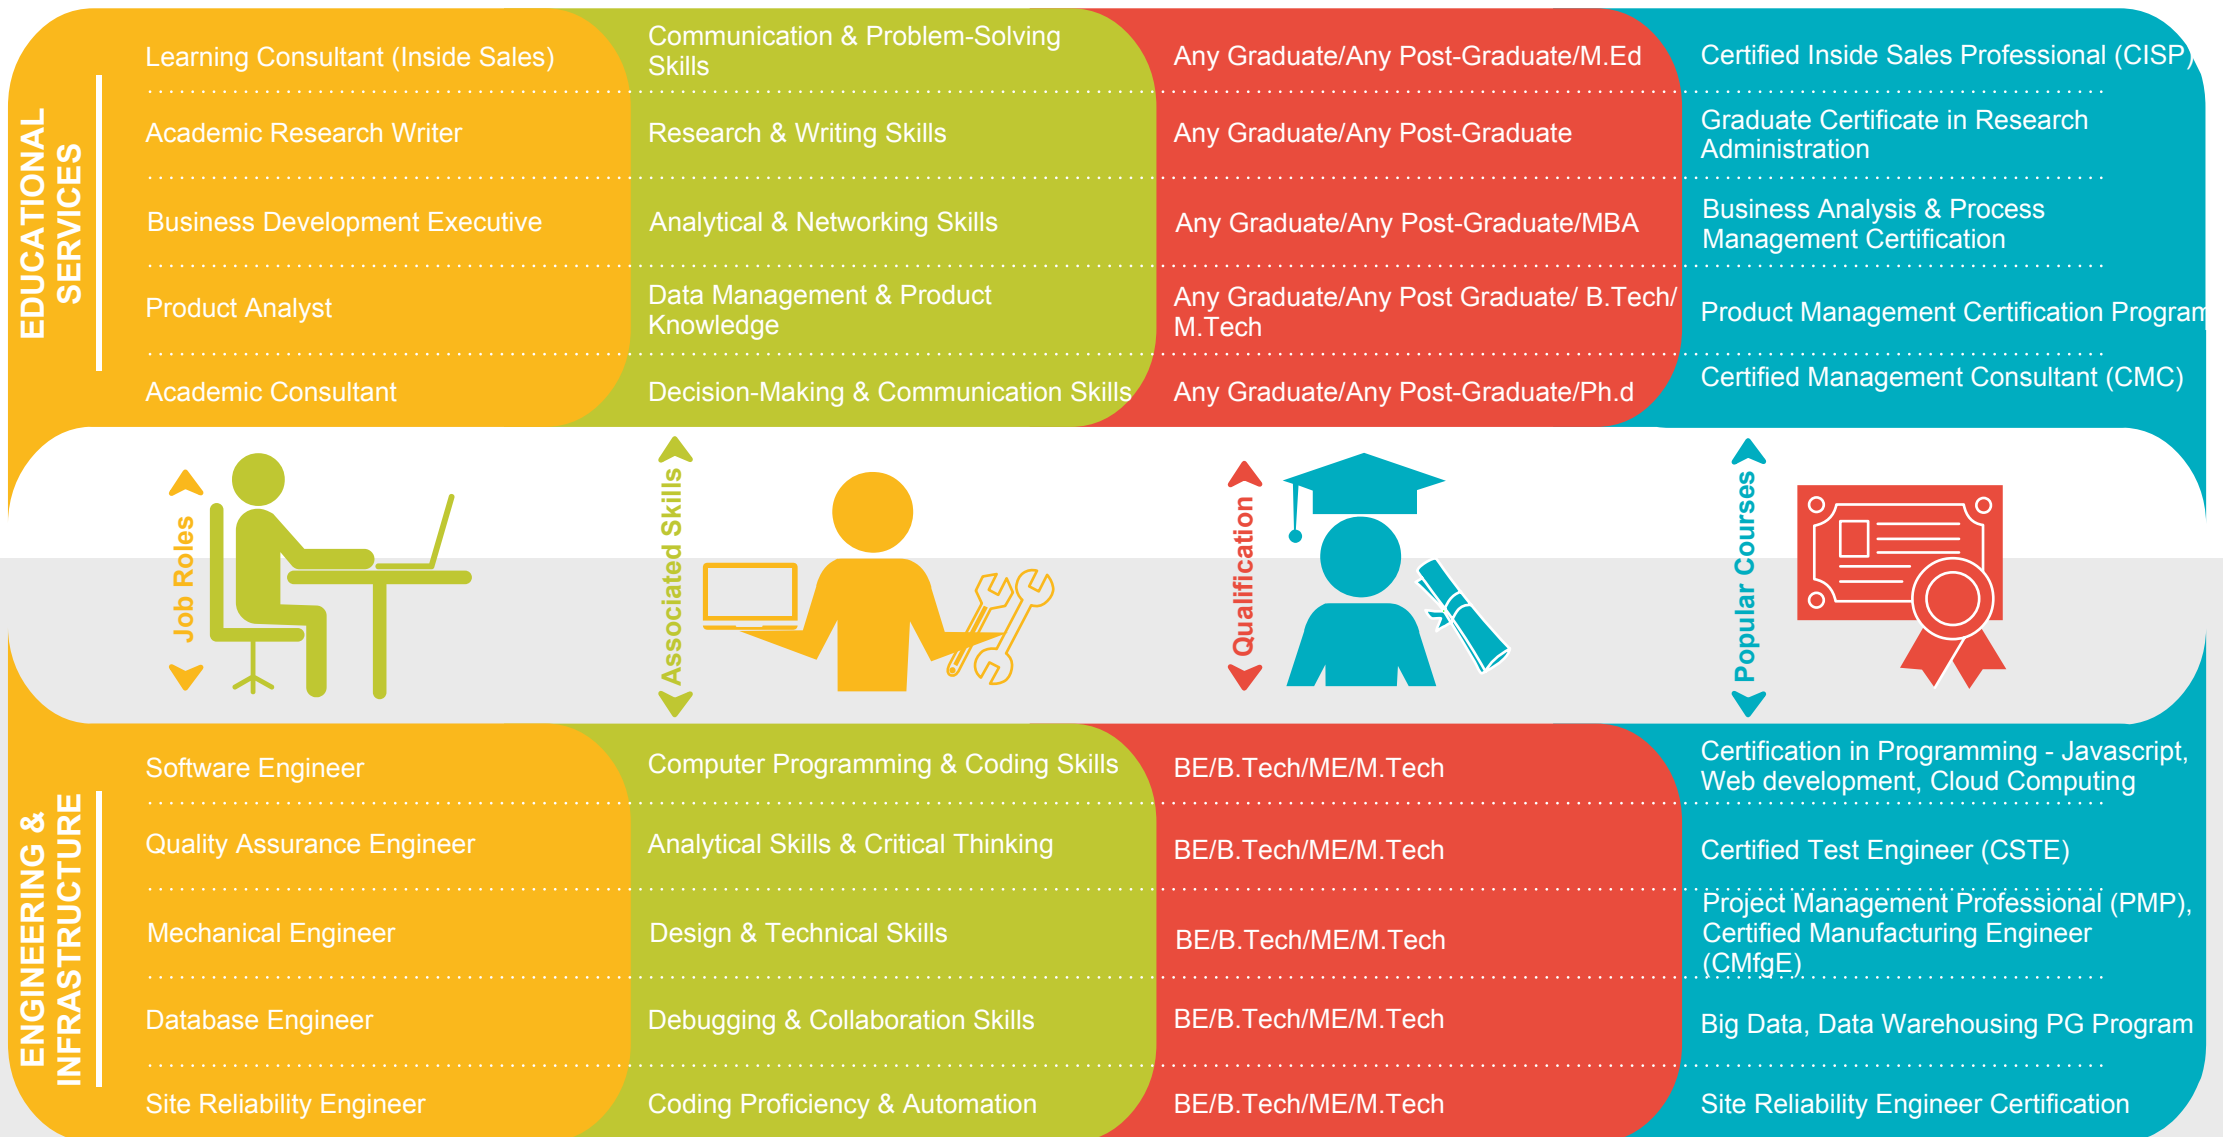 EDUCATIONAL
SERVICES
Learning Consultant (Inside Sales)
Communication & Problem-Solving
Skills
Any Graduate/Any Post-Graduate/M.Ed
Certified Inside Sales Professional (CISP)
Academic Research Writer
Research & Writing Skills
Any Graduate/Any Post-Graduate
Graduate Certificate in Research
Administration
Business Development Executive
Analytical & Networking Skills
Any Graduate/Any Post-Graduate/MBA
Business Analysis & Process
Management Certification
Product Analyst
Data Management & Product
Knowledge
Any Graduate/Any Post Graduate/ B.Tech/
M.Tech
Product Management Certification Program
Academic Consultant
Decision-Making & Communication Skills
Any Graduate/Any Post-Graduate/Ph.d
Certified Management Consultant (CMC)
Job Roles
Associated Skills
Qualification
Popular Courses
ENGINEERING &
INFRASTRUCTURE
Software Engineer
Computer Programming & Coding Skills
BE/B.Tech/ME/M.Tech
Certification in Programming - Javascript,
Web development, Cloud Computing
Quality Assurance Engineer
Analytical Skills & Critical Thinking
BE/B.Tech/ME/M.Tech
Certified Test Engineer (CSTE)
Mechanical Engineer
Design & Technical Skills
BE/B.Tech/ME/M.Tech
Project Management Professional (PMP),
Certified Manufacturing Engineer
(CMfgE)
Database Engineer
Debugging & Collaboration Skills
BE/B.Tech/ME/M.Tech
Big Data, Data Warehousing PG Program
Site Reliability Engineer
Coding Proficiency & Automation
BE/B.Tech/ME/M.Tech
Site Reliability Engineer Certification